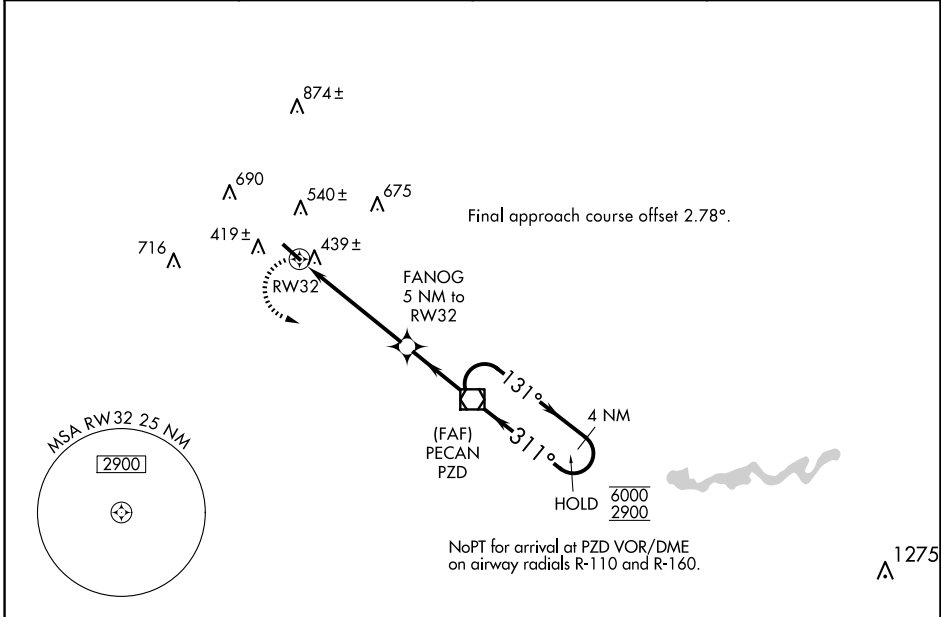 874±
690
540±
675
Final approach course offset 2.78°.
716
419±
439±
RW32
FANOG
5 NM to
RW32
131°
4 NM
311°
(FAF)
PECAN
PZD
HOLD
6000
2900
MSA RW32 25 NM
2900
NoPT for arrival at PZD VOR/DME
on airway radials R-110 and R-160.
1275